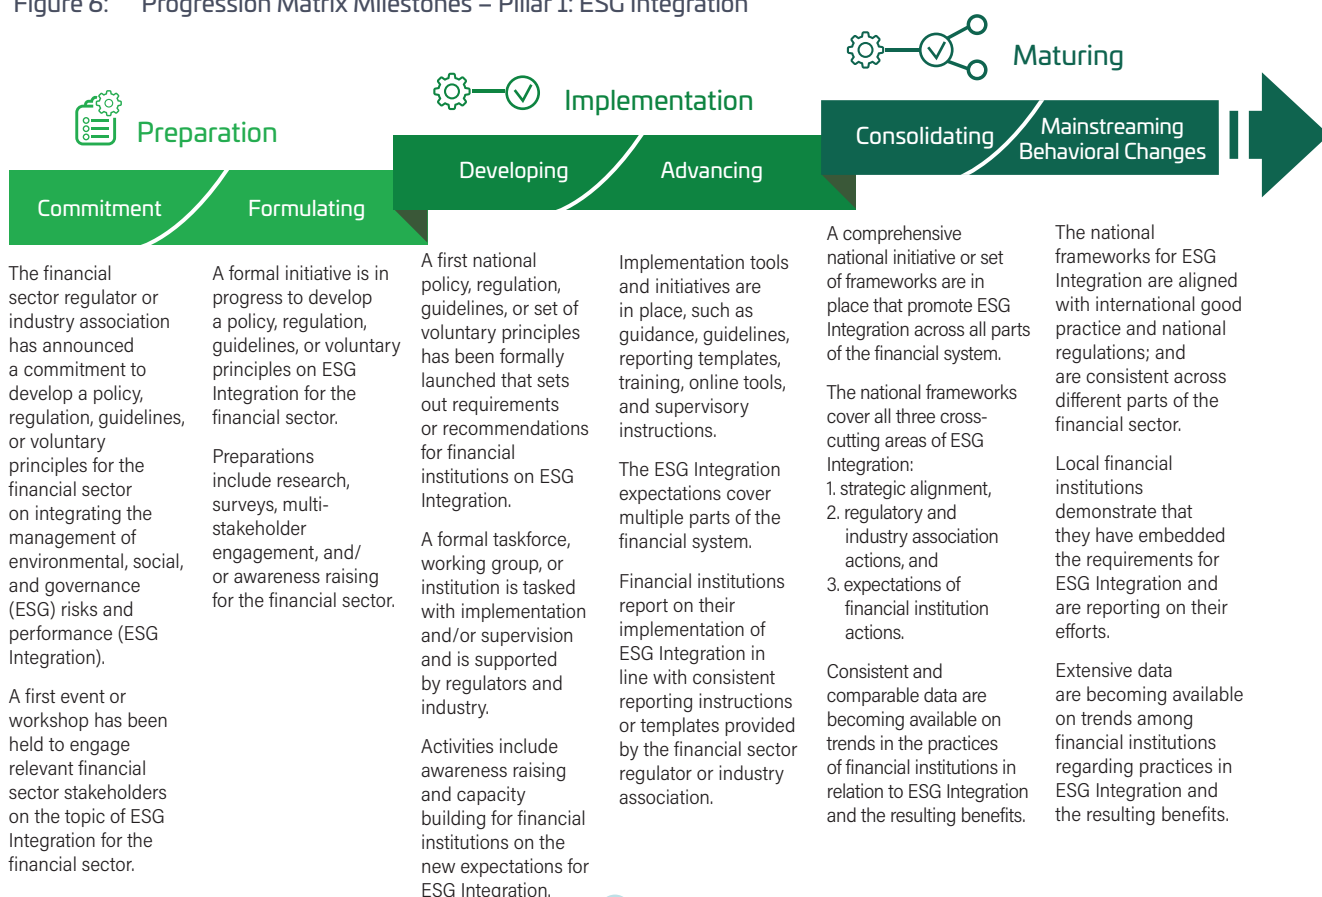 Figure 6: Progression Matrix Milestones – Pillar 1: ESG Integration
Preparation
Commitment
Formulating
The financial
sector regulator or
industry association
has announced
a commitment to
develop a policy,
regulation, guidelines,
or voluntary
principles for the
financial sector
on integrating the
management of
environmental, social,
and governance
(ESG) risks and
performance (ESG
Integration).
A first event or
workshop has been
held to engage
relevant financial
sector stakeholders
on the topic of ESG
Integration for the
financial sector.
A formal initiative is in
progress to develop
a policy, regulation,
guidelines, or voluntary
principles on ESG
Integration for the
financial sector.
Preparations
include research,
surveys, multi-
stakeholder
engagement, and/
or awareness raising
for the financial sector.
Implementation
Developing
Advancing
A first national
policy, regulation,
guidelines, or set of
voluntary principles
has been formally
launched that sets
out requirements
or recommendations
for financial
institutions on ESG
Integration.
A formal taskforce,
working group, or
institution is tasked
with implementation
and/or supervision
and is supported
by regulators and
industry.
Activities include
awareness raising
and capacity
building for financial
institutions on the
new expectations for
ESG Integration.
Implementation tools
and initiatives are
in place, such as
guidance, guidelines,
reporting templates,
training, online tools,
and supervisory
instructions.
The ESG Integration
expectations cover
multiple parts of the
financial system.
Financial institutions
report on their
implementation of
ESG Integration in
line with consistent
reporting instructions
or templates provided
by the financial sector
regulator or industry
association.
Maturing
Consolidating
Mainstreaming
Behavioral Changes
A comprehensive
national initiative or set
of frameworks are in
place that promote ESG
Integration across all parts
of the financial system.
The national frameworks
cover all three cross-
cutting areas of ESG
Integration:
1. strategic alignment,
2. regulatory and
industry association
actions, and
3. expectations of
financial institution
actions.
Consistent and
comparable data are
becoming available on
trends in the practices
of financial institutions in
relation to ESG Integration
and the resulting benefits.
The national
frameworks for ESG
Integration are aligned
with international good
practice and national
regulations; and
are consistent across
different parts of the
financial sector.
Local financial
institutions
demonstrate that
they have embedded
the requirements for
ESG Integration and
are reporting on their
efforts.
Extensive data
are becoming available
on trends among
financial institutions
regarding practices in
ESG Integration and
the resulting benefits.